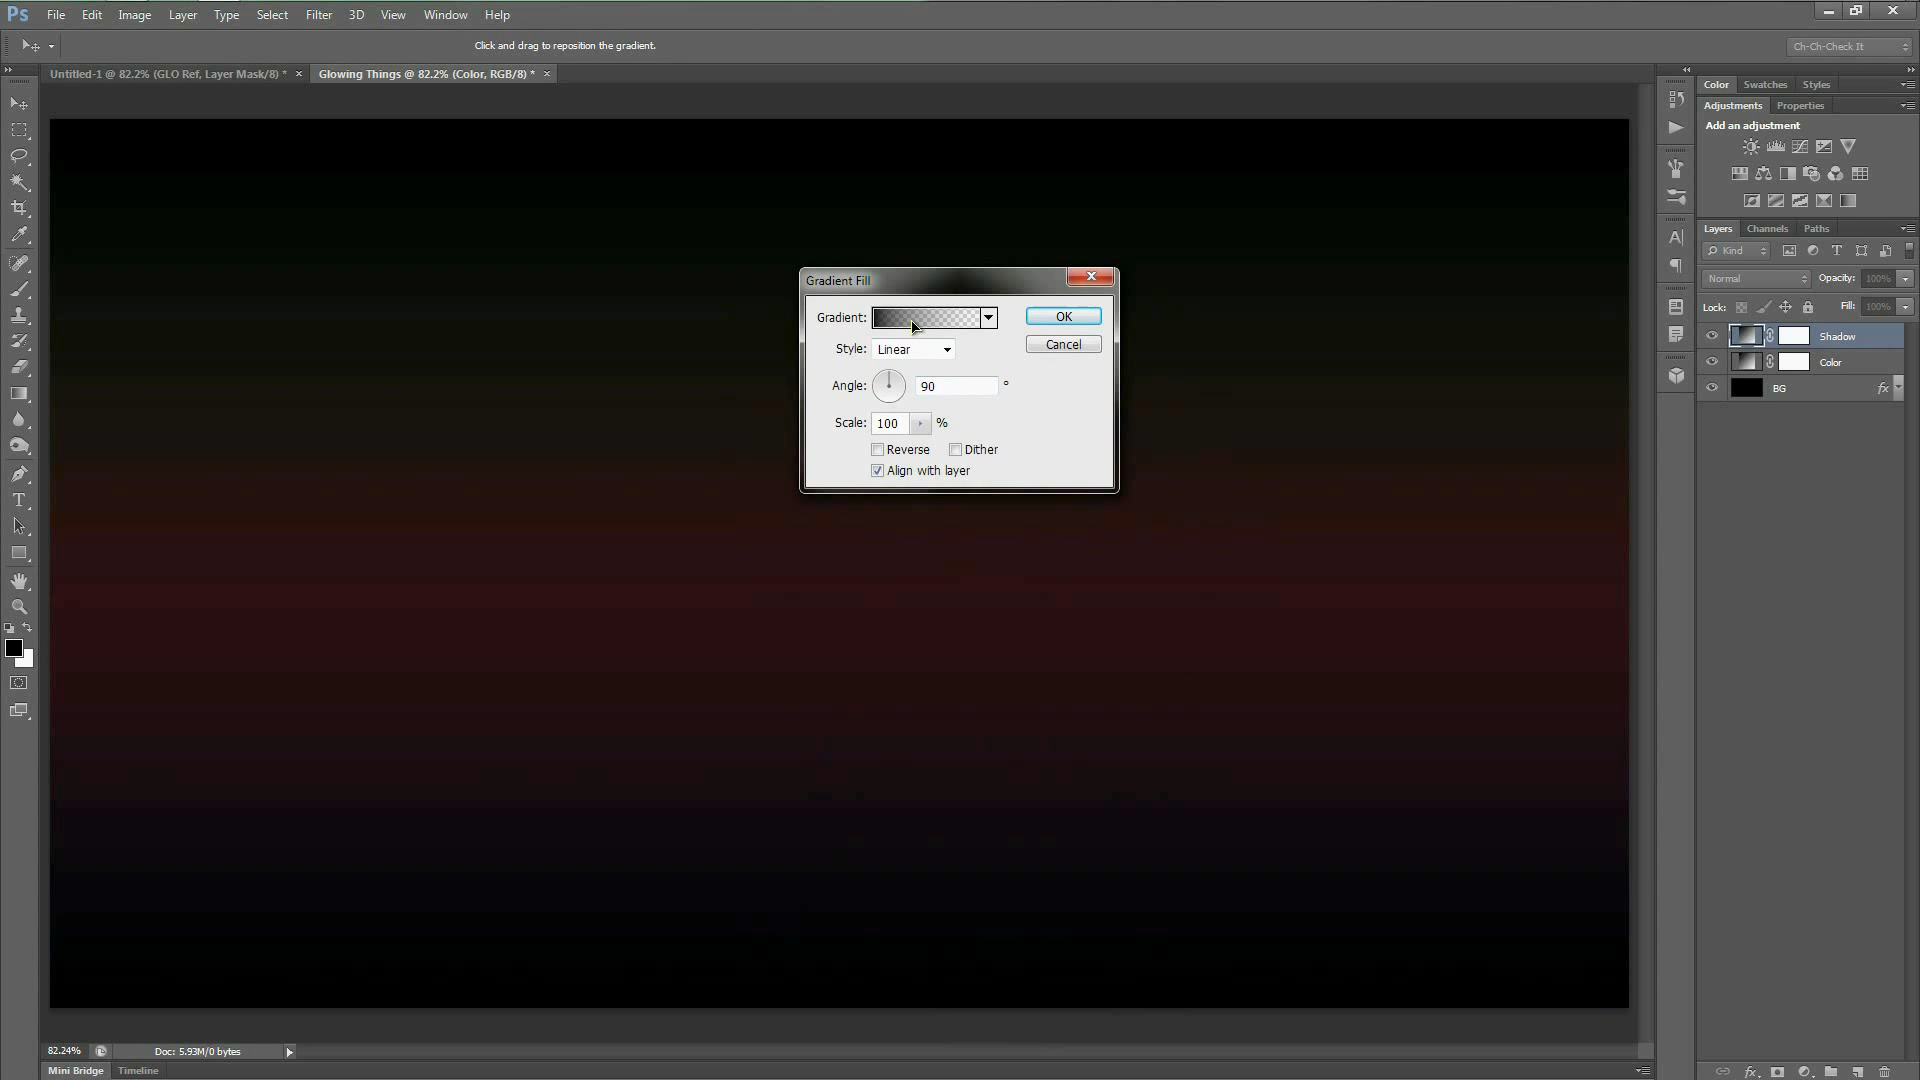 Ps File Edit Image Layer Type Select Filter 3D View Window Help
Click and drag to reposition the gradient.
Ch-Ch-Check It
Untitled-1 @ 82.2% (GLO Ref, Layer Mask/8) * × Glowing Things @ 82.2% (Color, RGB/8) * ×
Color Swatches Styles
Adjustments Properties
Add an adjustment
Layers Channels Paths
Kind
Normal Opacity: 100%
Lock: Fill: 100%
Shadow
Color
BG fx
Gradient Fill
Gradient: OK
Style: Linear Cancel
Angle: 90 °
Scale: 100 %
Reverse Dither
Align with layer
82.24% Doc: 5.93M/0 bytes
Mini Bridge Timeline